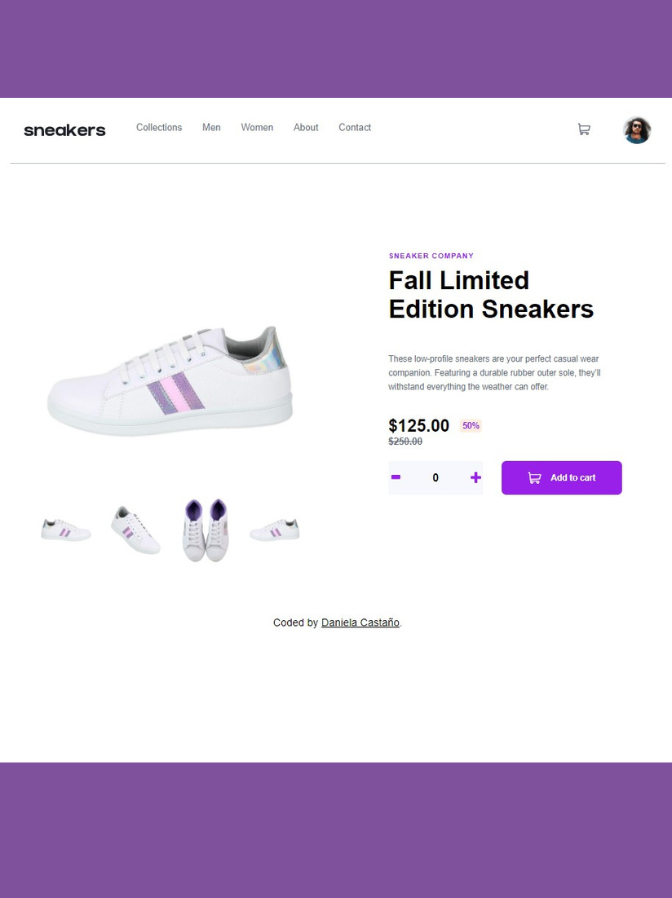 sneakers Collections Men Women About Contact
SNEAKER COMPANY
Fall Limited
Edition Sneakers
These low-profile sneakers are your perfect casual wear
companion. Featuring a durable rubber outer sole, they'll
withstand everything the weather can offer.
$125.00 50%
$250.00
- 0 + Add to cart
Coded by Daniela Castaño.